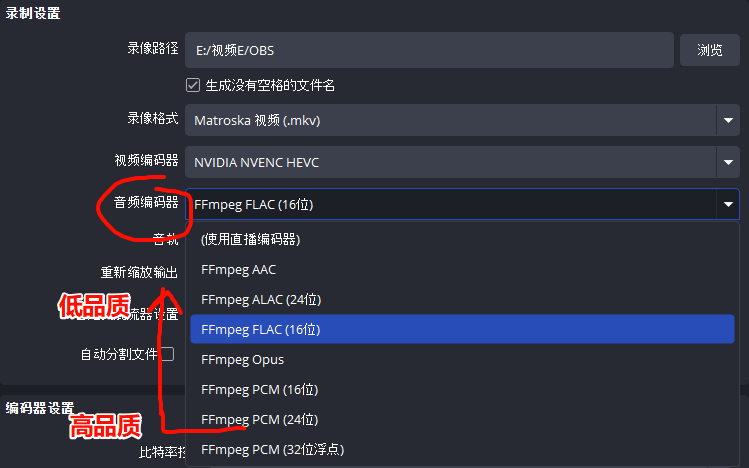 录制设置
录像路径 E:/视频E/OBS 浏览
生成没有空格的文件名
录像格式 Matroska 视频 (.mkv)
视频编码器 NVIDIA NVENC HEVC
音频编码器 FFmpeg FLAC (16位)
音轨 (使用直播编码器)
重新缩放输出 FFmpeg AAC
低品质 FFmpeg ALAC (24位)
流器设置 FFmpeg FLAC (16位)
自动分割文件 FFmpeg Opus
FFmpeg PCM (16位)
编码器设置
高品质 FFmpeg PCM (24位)
比特率 FFmpeg PCM (32位浮点)